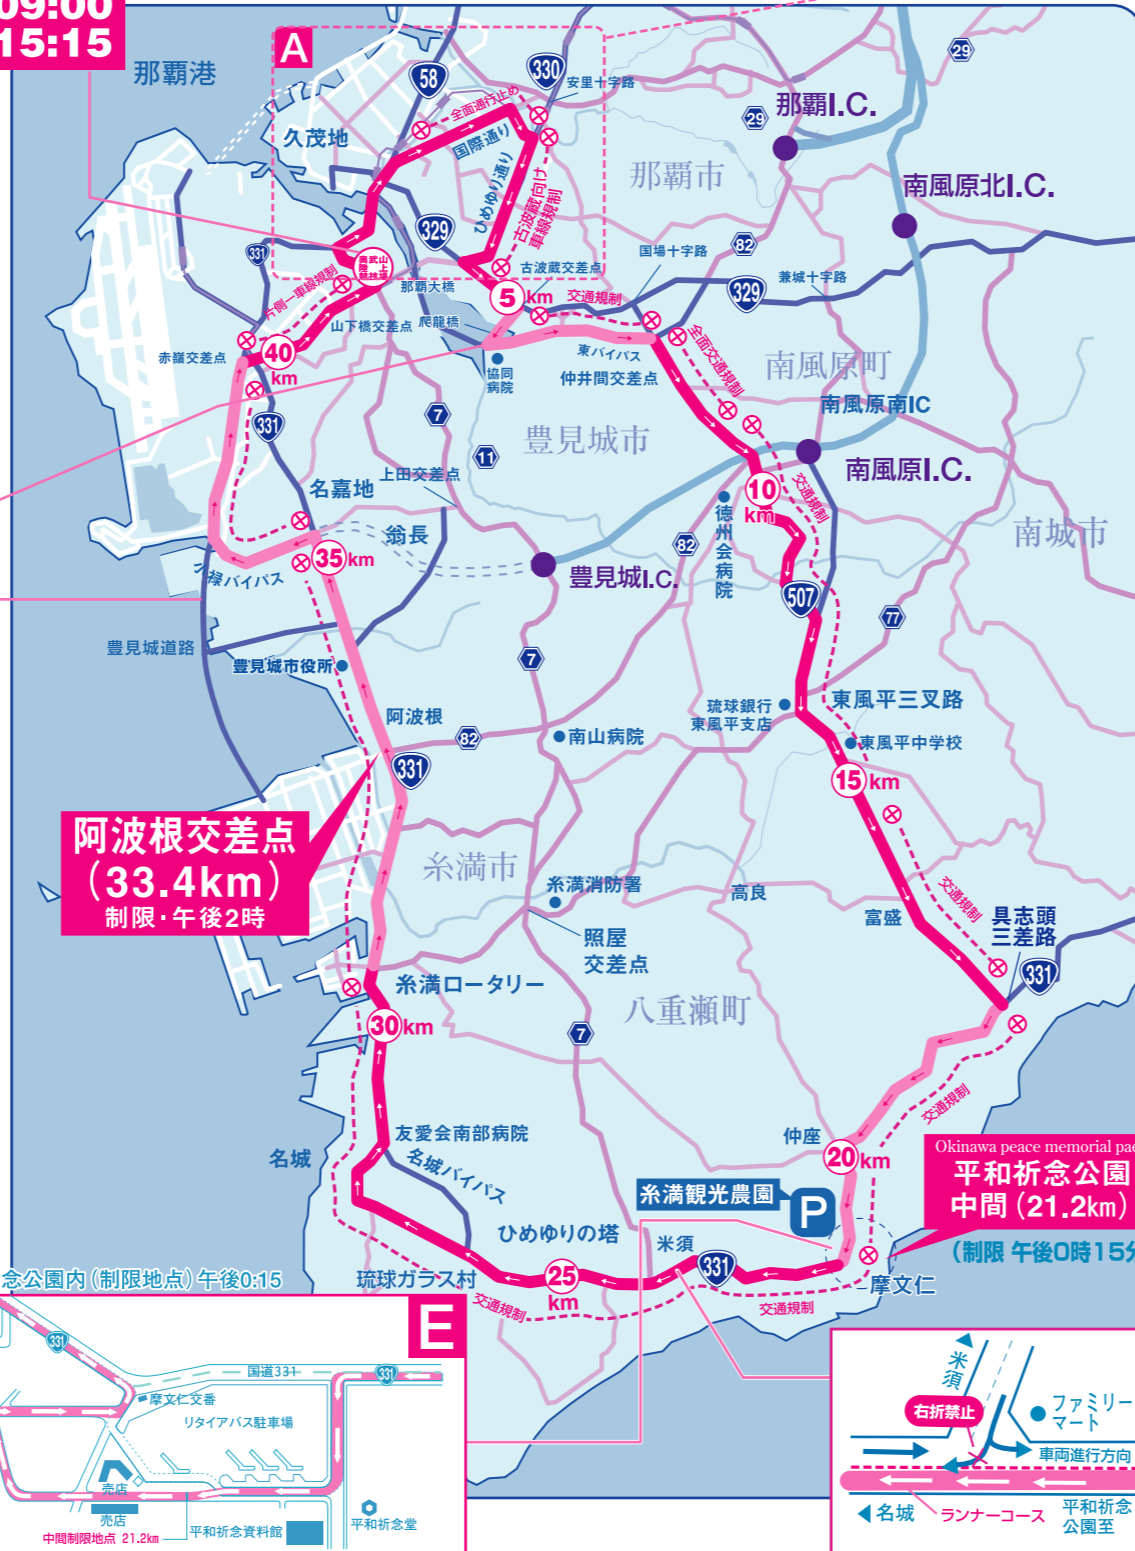 09:00
15:15
A
那覇港
久茂地
58
330
安里十字路
全面通行止め
国際通り
ひめゆり通り
古波蔵向け
車線規制
329
29
那覇I.C.
29
那覇市
南風原北I.C.
82
国場十字路
329
兼城十字路
331
奥武山
陸上
競技場
片側一車線規制
那覇大橋
古波蔵交差点
5 km
交通規制
山下橋交差点
爬龍橋
赤嶺交差点
40
km
協同
病院
東バイパス
仲井間交差点
全面交通規制
南風原町
南風原南IC
7
331
豊見城市
11
南風原I.C.
上田交差点
名嘉地
10
km
交通規制
徳州会病院
南城市
翁長
35 km
82
豊見城I.C.
507
77
豊見城道路
豊見城市役所
7
阿波根
琉球銀行
東風平支店
東風平三叉路
82
南山病院
東風平中学校
331
15 km
阿波根交差点
(33.4km)
制限・午後2時
糸満市
糸満消防署
高良
交通規制
富盛
具志頭
三差路
照屋
交差点
331
糸満ロータリー
八重瀬町
30 km
7
交通規制
友愛会南部病院
仲座
名城
名城バイパス
20 km
Okinawa peace memorial
平和祈念公園
中間(21.2km)
(制限 午後0時15分
糸満観光農園
P
ひめゆりの塔
米須
331
琉球ガラス村
25
km
摩文仁
交通規制
交通規制
念公園内(制限地点)午後0:15
E
331
国道331
331
摩文仁交番
リタイアバス駐車場
売店
売店
中間制限地点 21.2km
平和祈念資料館
平和祈念堂
米須
右折禁止
ファミリー
マート
車両進行方向
名城
ランナーコース
平和祈念
公園至